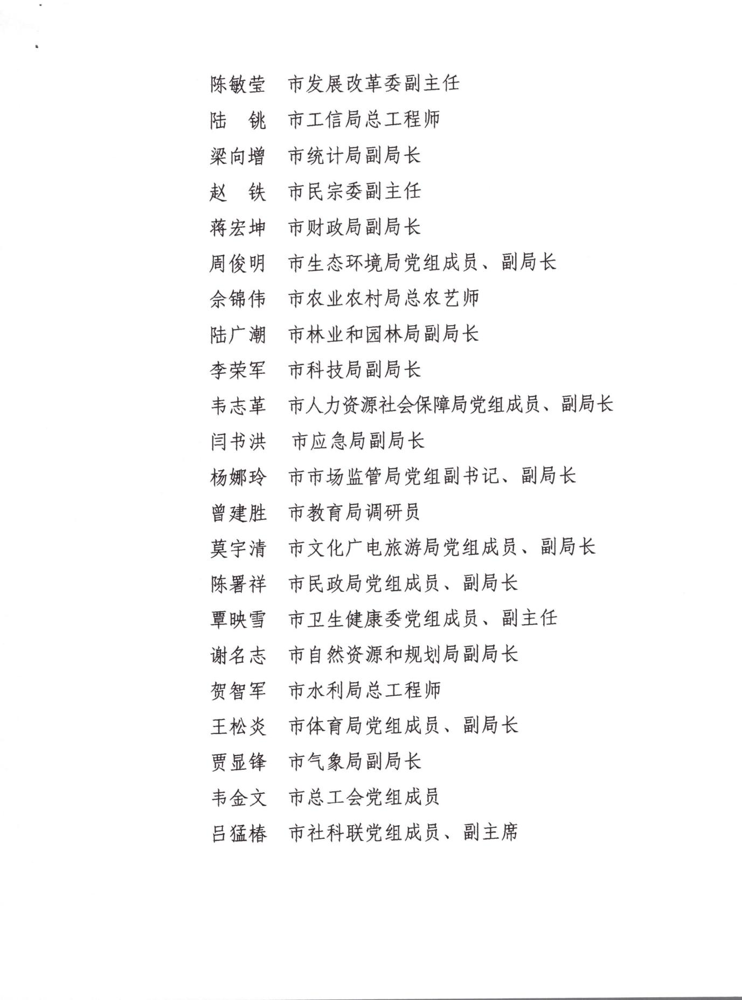 陈敏莹　市发展改革委副主任
陆　铫　市工信局总工程师
梁向增　市统计局副局长
赵　铁　市民宗委副主任
蒋宏坤　市财政局副局长
周俊明　市生态环境局党组成员、副局长
佘锦伟　市农业农村局总农艺师
陆广潮　市林业和园林局副局长
李荣军　市科技局副局长
韦志革　市人力资源社会保障局党组成员、副局长
闫书洪　市应急局副局长
杨娜玲　市市场监管局党组副书记、副局长
曾建胜　市教育局调研员
莫宇清　市文化广电旅游局党组成员、副局长
陈署祥　市民政局党组成员、副局长
覃映雪　市卫生健康委党组成员、副主任
谢名志　市自然资源和规划局副局长
贺智军　市水利局总工程师
王松炎　市体育局党组成员、副局长
贾显锋　市气象局副局长
韦金文　市总工会党组成员
吕猛椿　市社科联党组成员、副主席